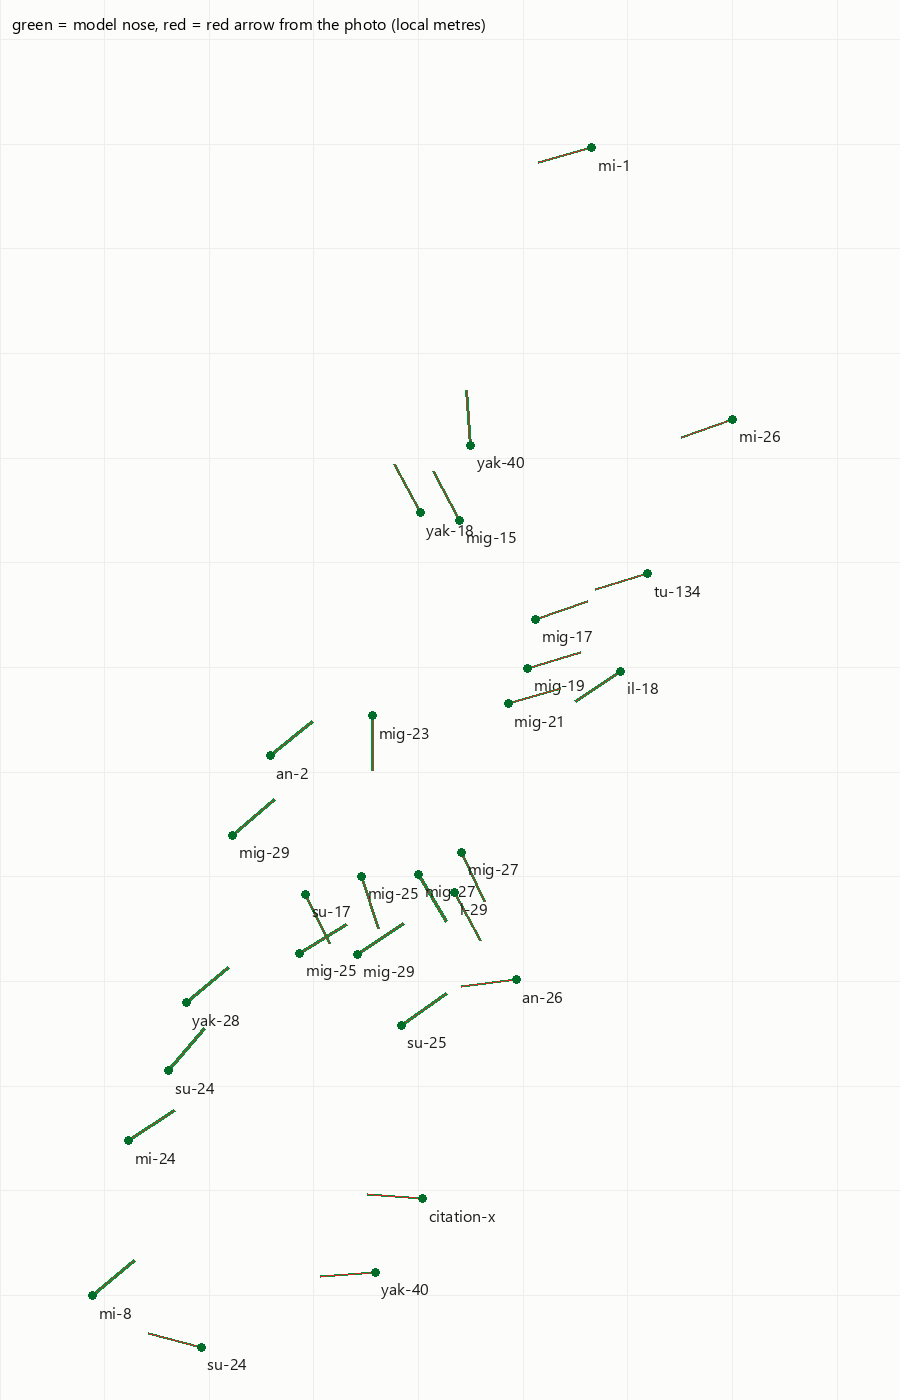 green = model nose, red = red arrow from the photo (local metres)
mi-1
mi-26
yak-40
yak-18
mig-15
tu-134
mig-17
mig-19
il-18
mig-21
mig-23
an-2
mig-29
mig-27
mig-25
mig-27
l-29
su-17
mig-25
mig-29
an-26
yak-28
su-25
su-24
mi-24
citation-x
yak-40
mi-8
su-24